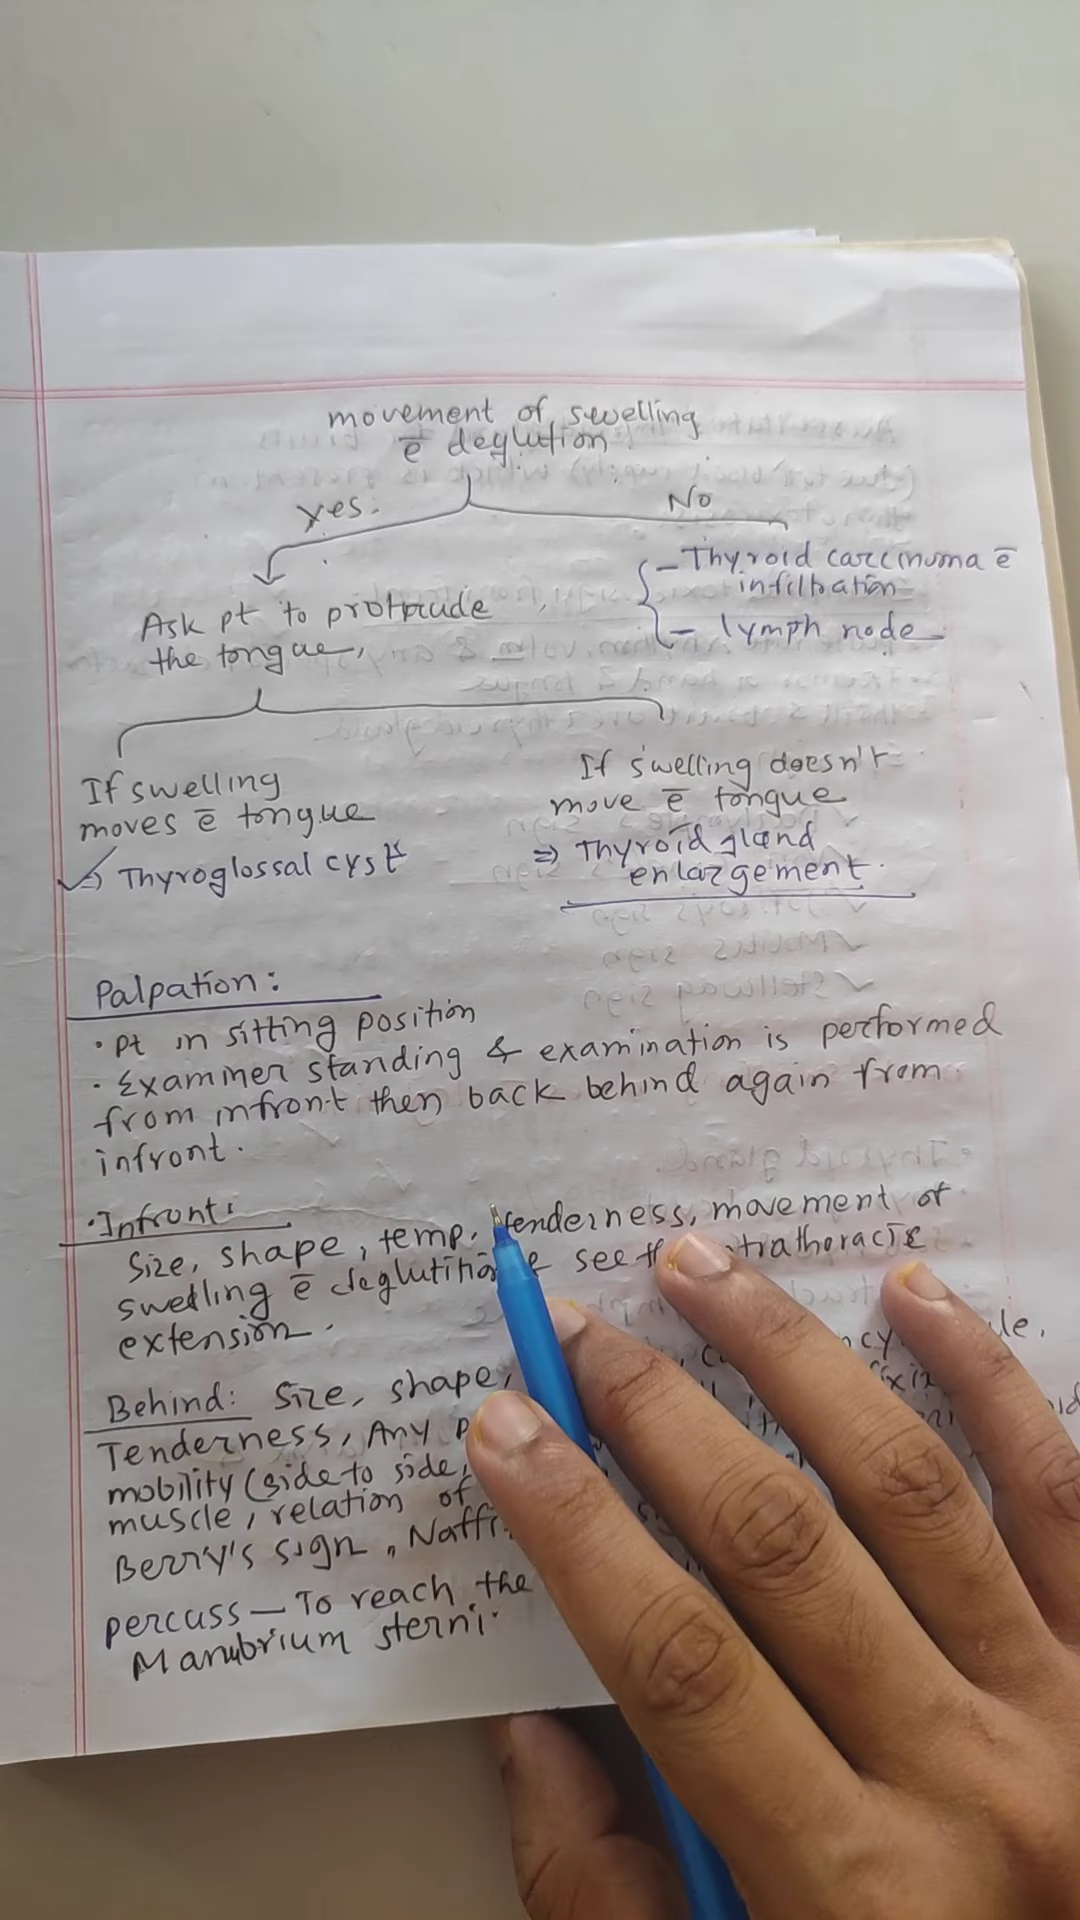 movement of swelling
ē deglution
Yes:
No
- Thyroid carcinoma ē
infiltration
- lymph node
Ask pt to protrude
the tongue,
If swelling
moves ē tongue
⇒ Thyroglossal cyst
If swelling doesn't
move ē tongue
⇒ Thyroid gland
enlargement.
Palpation:
• pt in sitting position
• Examiner standing & examination is performed
from infront then back behind again from
infront.
• Infront:
Size, shape, temp, tenderness, movement of
swelling ē deglutition & see
extension.
Behind: Size, shape,
Tenderness, Any
mobility (side to side,
muscle, relation of
Berry's sign,
percuss — To reach the
Manubrium sterni.